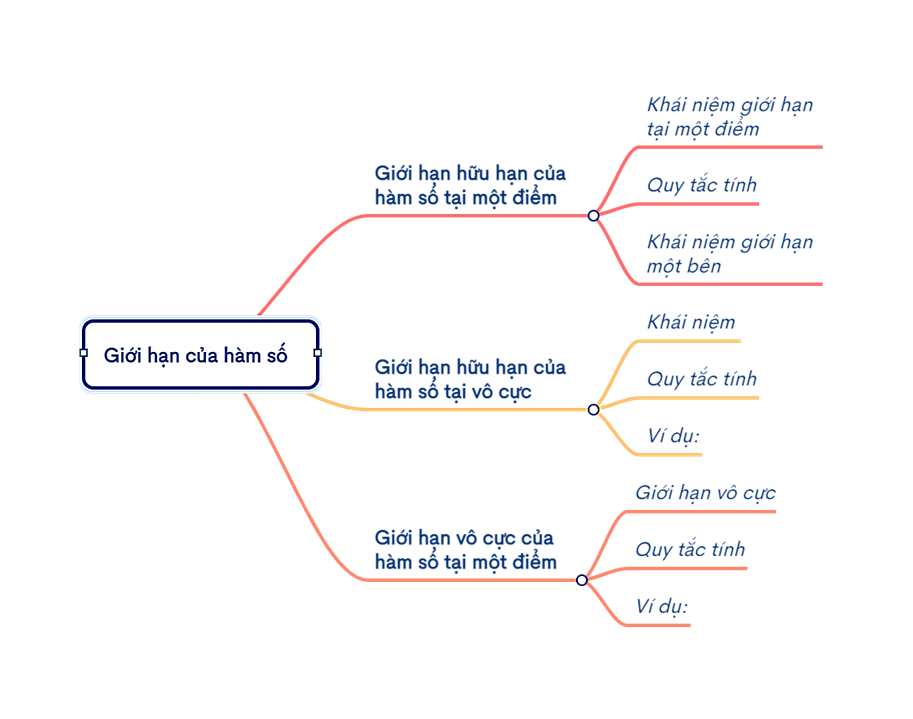 Khái niệm giới hạn
tại một điểm
Giới hạn hữu hạn của
hàm số tại một điểm
Quy tắc tính
Khái niệm giới hạn
một bên
Giới hạn của hàm số
Khái niệm
Giới hạn hữu hạn của
hàm số tại vô cực
Quy tắc tính
Ví dụ:
Giới hạn vô cực
Giới hạn vô cực của
hàm số tại một điểm
Quy tắc tính
Ví dụ: